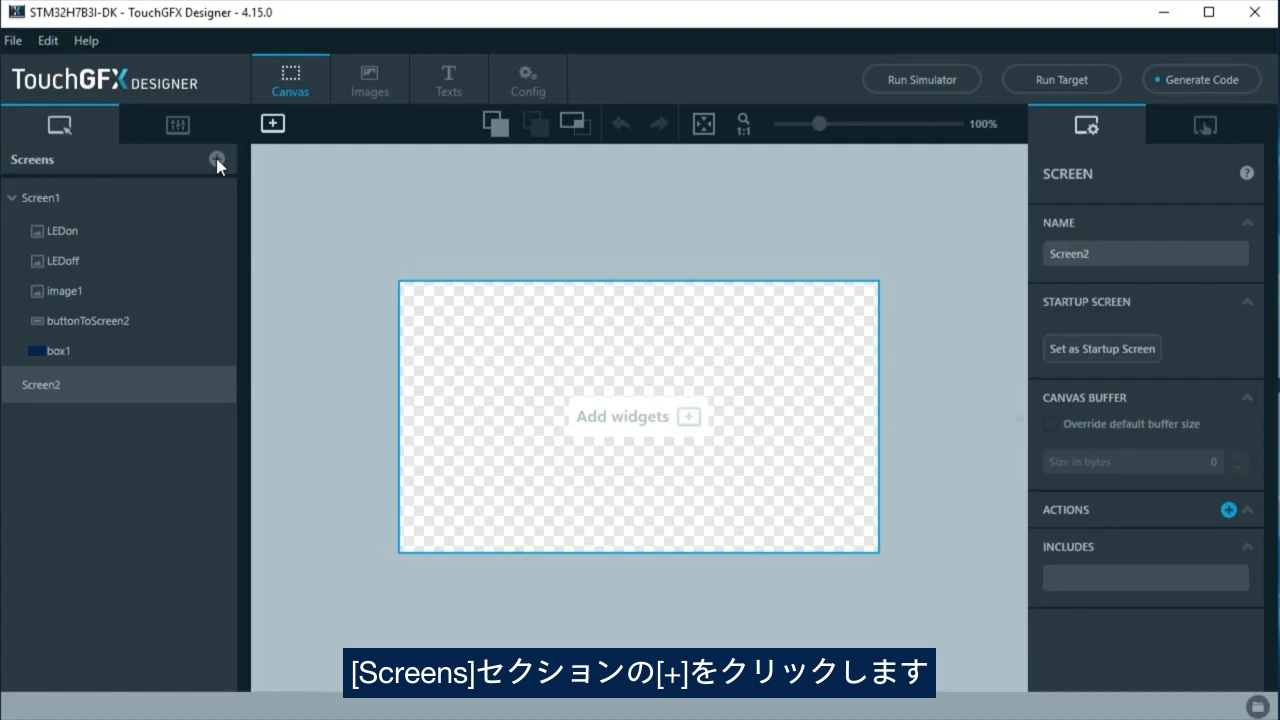 STM32H7B3I-DK - TouchGFX Designer - 4.15.0
File Edit Help
TouchGFX DESIGNER
Canvas
Images
Texts
Config
Run Simulator
Run Target
Generate Code
1:1
100%
Screens
Screen1
LEDon
LEDoff
image1
buttonToScreen2
box1
Screen2
Add widgets
SCREEN
NAME
Screen2
STARTUP SCREEN
Set as Startup Screen
CANVAS BUFFER
Override default buffer size
Size in bytes 0
ACTIONS
INCLUDES
[Screens]セクションの[+]をクリックします